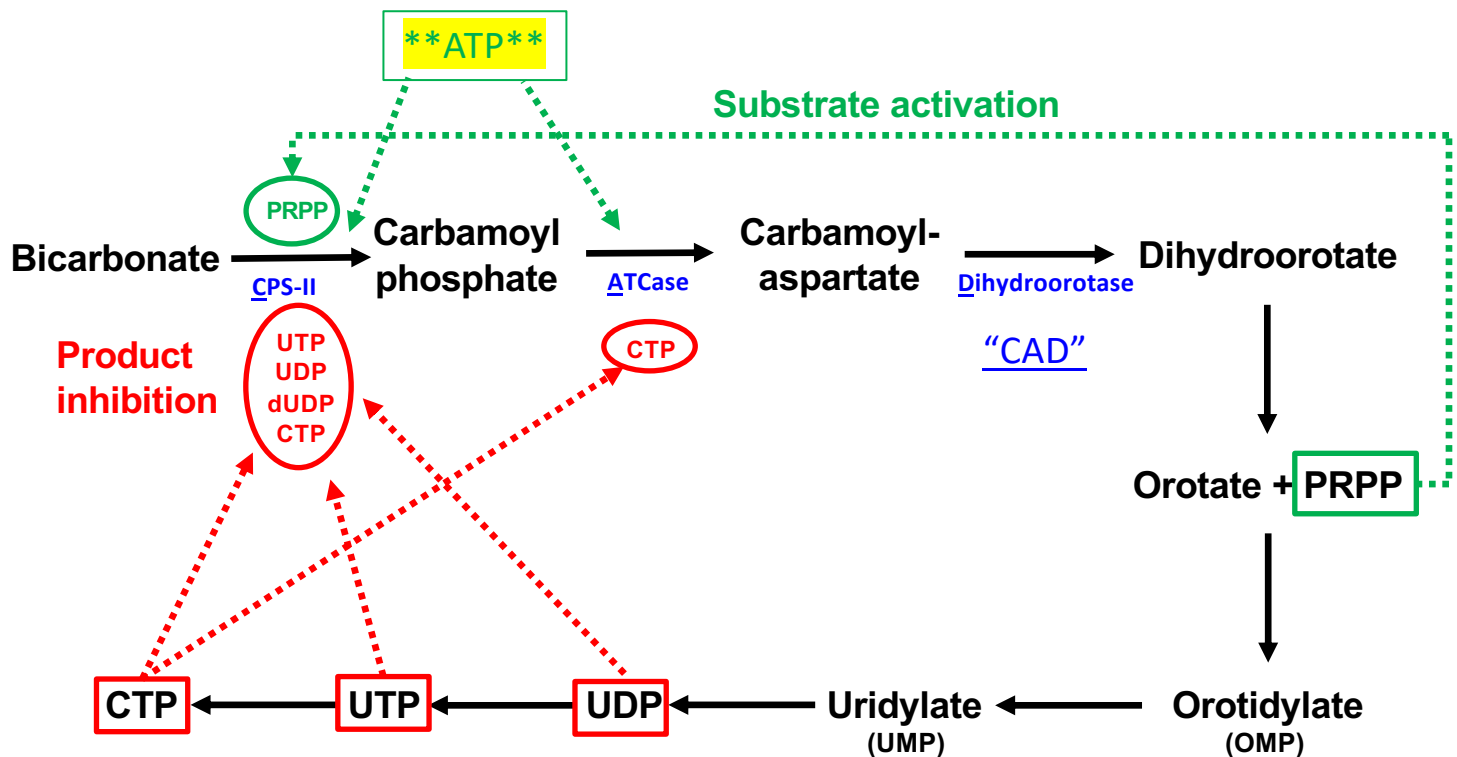 **ATP**
Substrate activation
PRPP
Bicarbonate
CPS-II
Carbamoyl
phosphate
ATCase
Carbamoyl-
aspartate
Dihydroorotase
Dihydroorotate
"CAD"
Product
inhibition
UTP
UDP
dUDP
CTP
CTP
Orotate + PRPP
CTP
UTP
UDP
Uridylate
(UMP)
Orotidylate
(OMP)